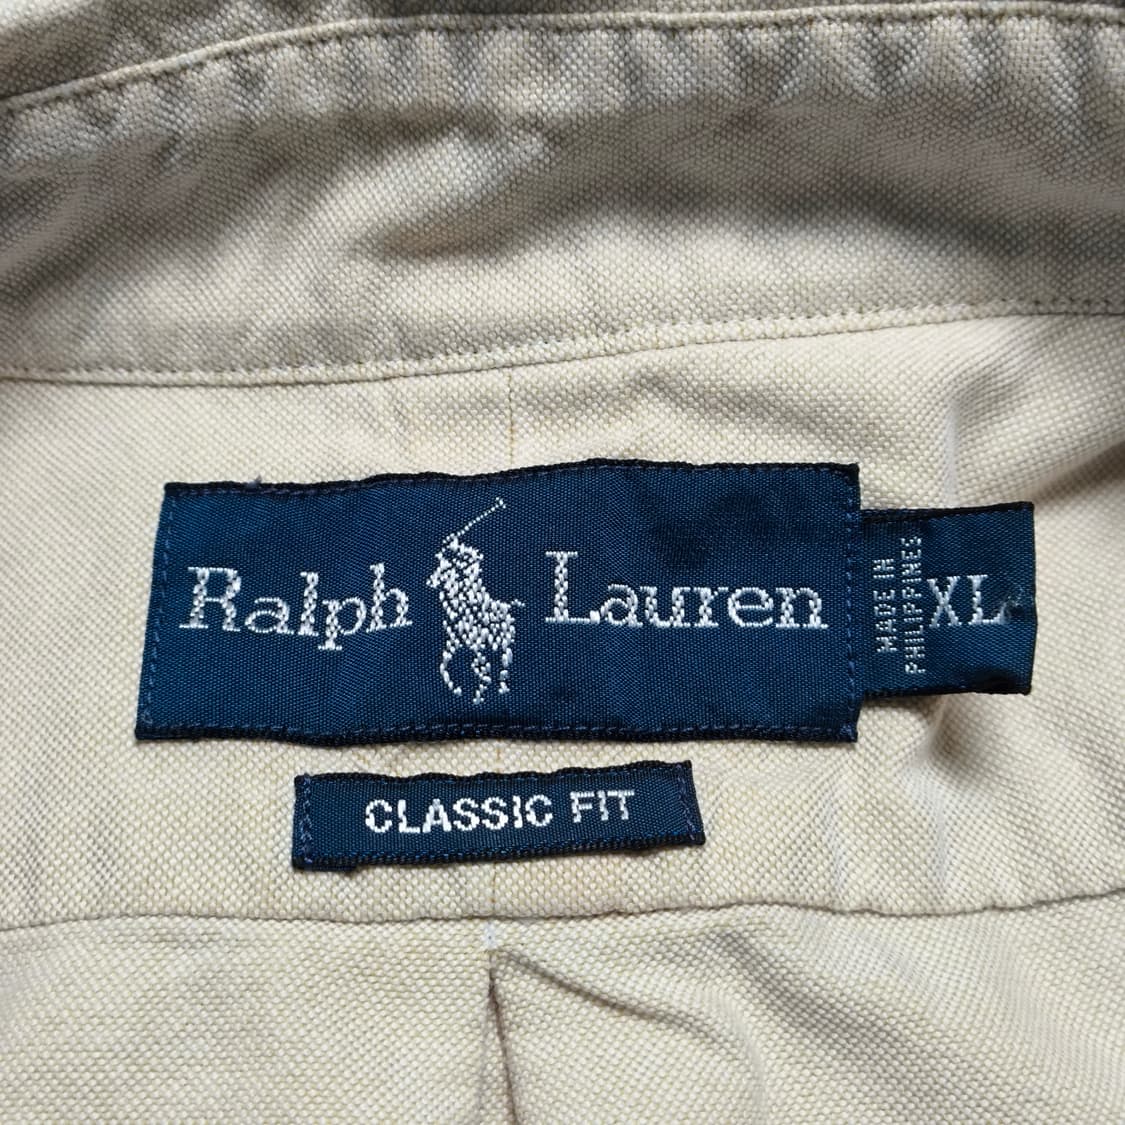 Ralph Lauren
MADE IN
PHILIPPINES
XL
CLASSIC FIT